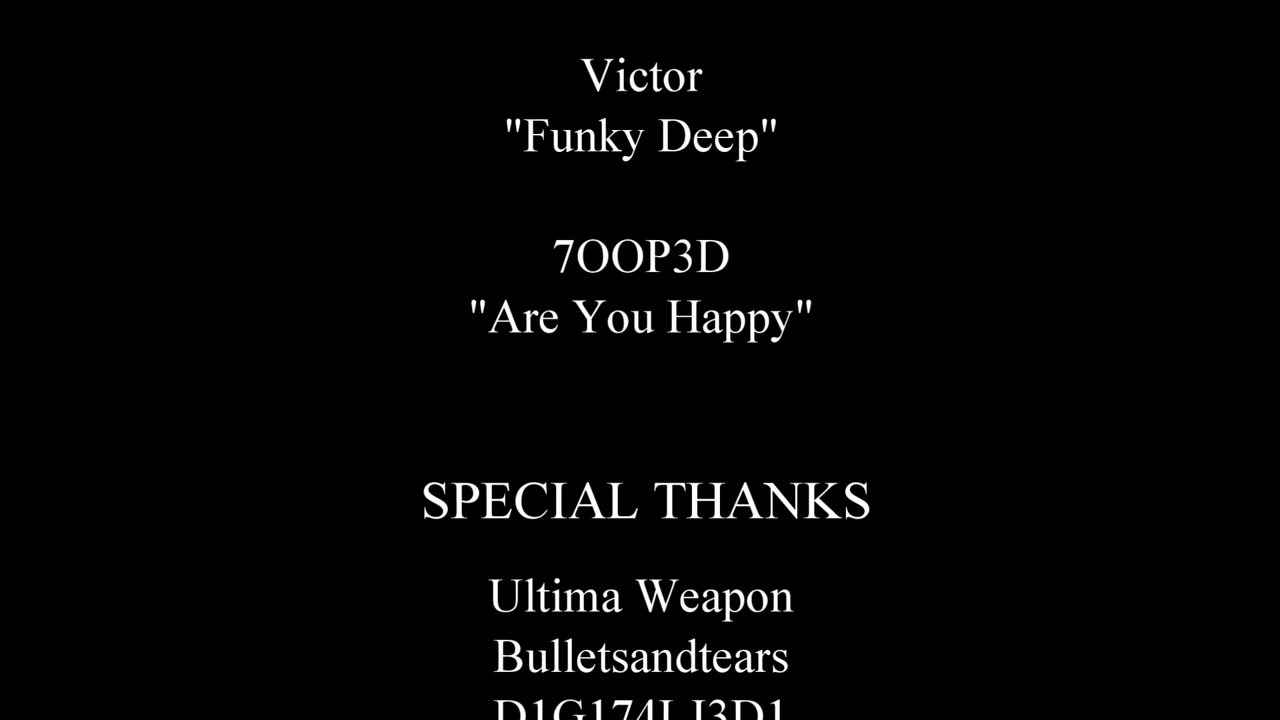 Victor
"Funky Deep"
7OOP3D
"Are You Happy"
SPECIAL THANKS
Ultima Weapon
Bulletsandtears